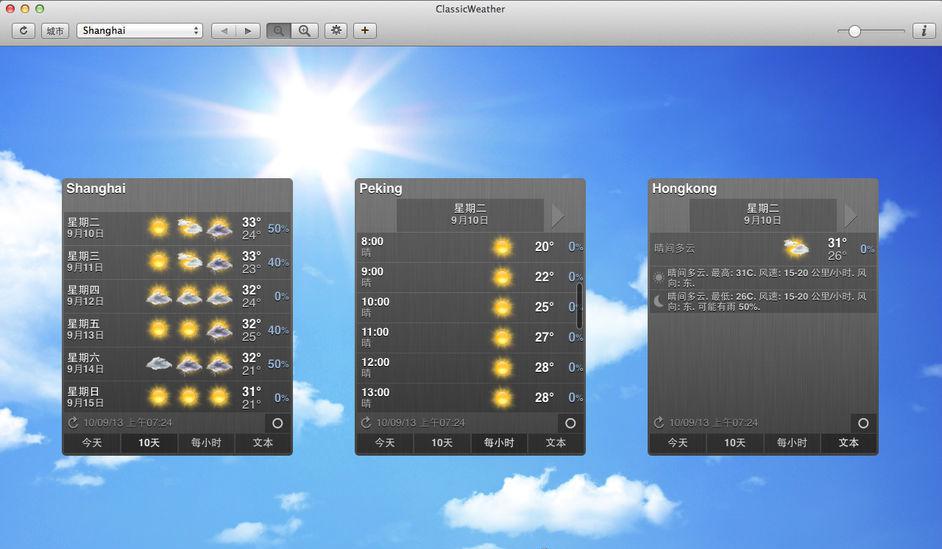 ClassicWeather
城市
Shanghai
i
Shanghai
星期二
9月10日
33°
24°
50%
星期三
9月11日
33°
23°
40%
星期四
9月12日
32°
24°
0%
星期五
9月13日
32°
25°
40%
星期六
9月14日
32°
21°
50%
星期日
9月15日
31°
21°
0%
10/09/13 上午07:24
今天 10天 每小时 文本
Peking
星期二
9月10日
8:00
晴
20° 0%
9:00
晴
22° 0%
10:00
晴
25° 0%
11:00
晴
27° 0%
12:00
晴
28° 0%
13:00
晴
28° 0%
10/09/13 上午07:24
今天 10天 每小时 文本
Hongkong
星期二
9月10日
晴间多云
31°
26°
0%
晴间多云. 最高: 31C. 风速: 15-20 公里/小时. 风
向: 东.
晴间多云. 最低: 26C. 风速: 15-20 公里/小时. 风
向: 东. 可能有雨 50%.
10/09/13 上午07:24
今天 10天 每小时 文本